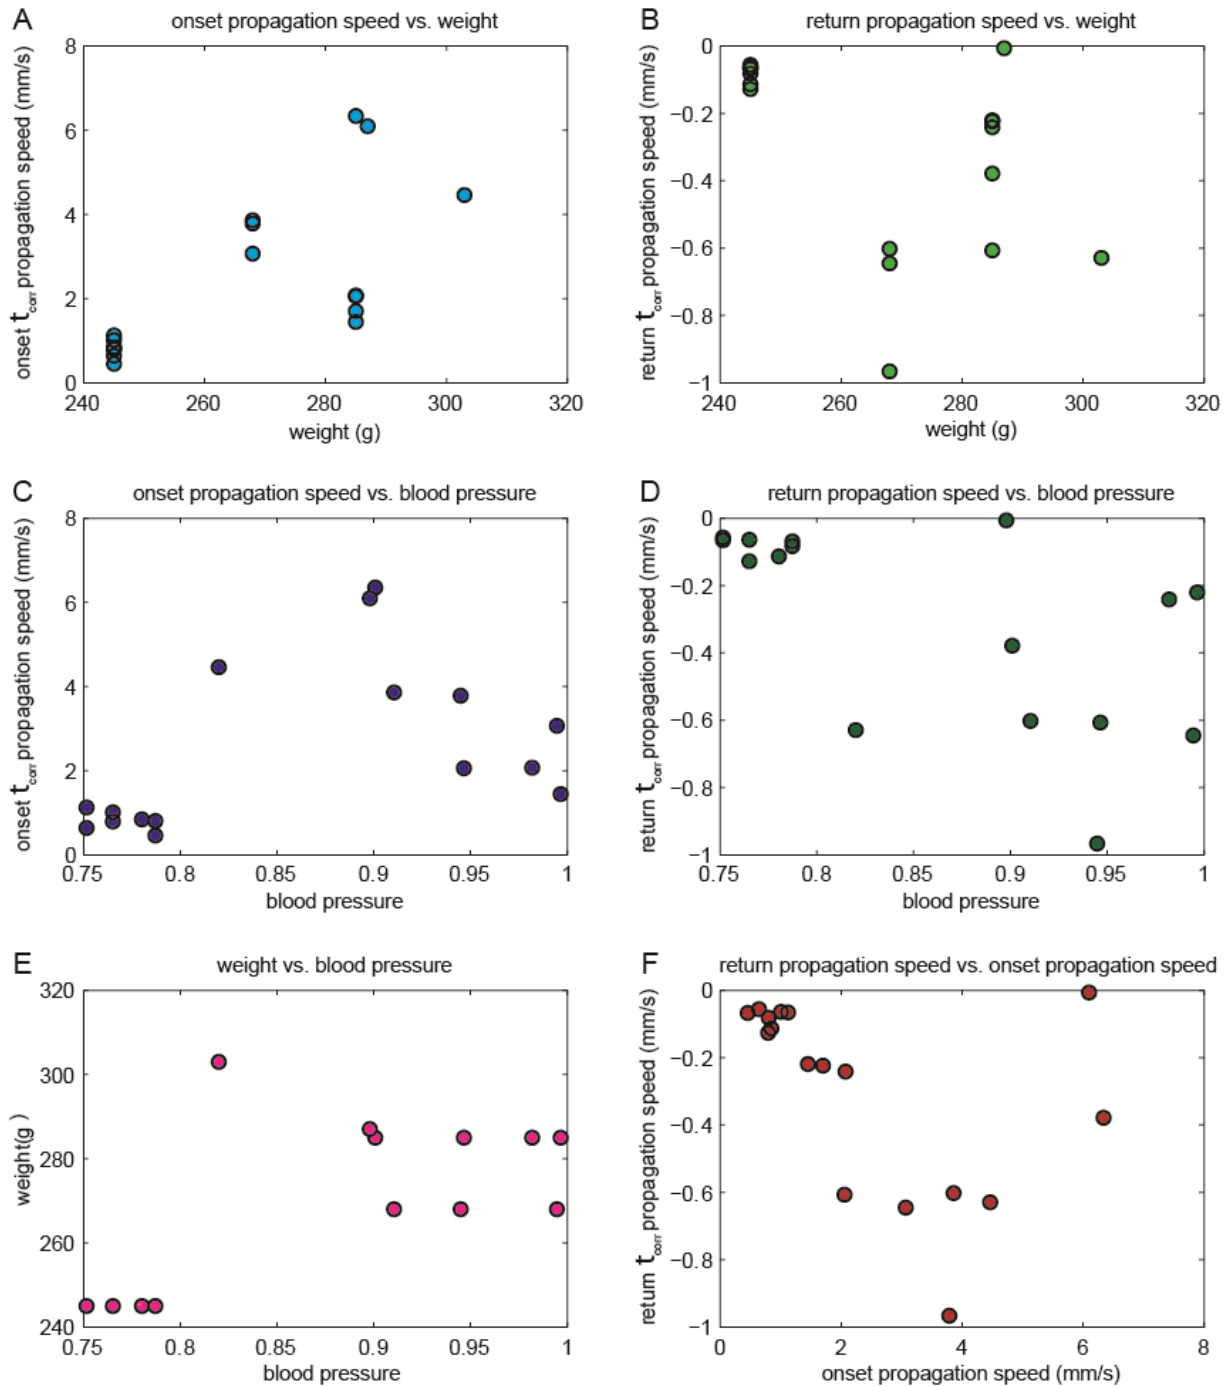 A
onset propagation speed vs. weight
onset tcorr propagation speed (mm/s)
8
6
4
2
0
240 260 280 300 320
weight (g)
B
return propagation speed vs. weight
return tcorr propagation speed (mm/s)
0
−0.2
−0.4
−0.6
−0.8
−1
240 260 280 300 320
weight (g)
C
onset propagation speed vs. blood pressure
onset tcorr propagation speed (mm/s)
8
6
4
2
0
0.75 0.8 0.85 0.9 0.95 1
blood pressure
D
return propagation speed vs. blood pressure
return tcorr propagation speed (mm/s)
0
−0.2
−0.4
−0.6
−0.8
−1
0.75 0.8 0.85 0.9 0.95 1
blood pressure
E
weight vs. blood pressure
weight(g)
320
300
280
260
240
0.75 0.8 0.85 0.9 0.95 1
blood pressure
F
return propagation speed vs. onset propagation speed
return tcorr propagation speed (mm/s)
0
−0.2
−0.4
−0.6
−0.8
−1
0 2 4 6 8
onset propagation speed (mm/s)